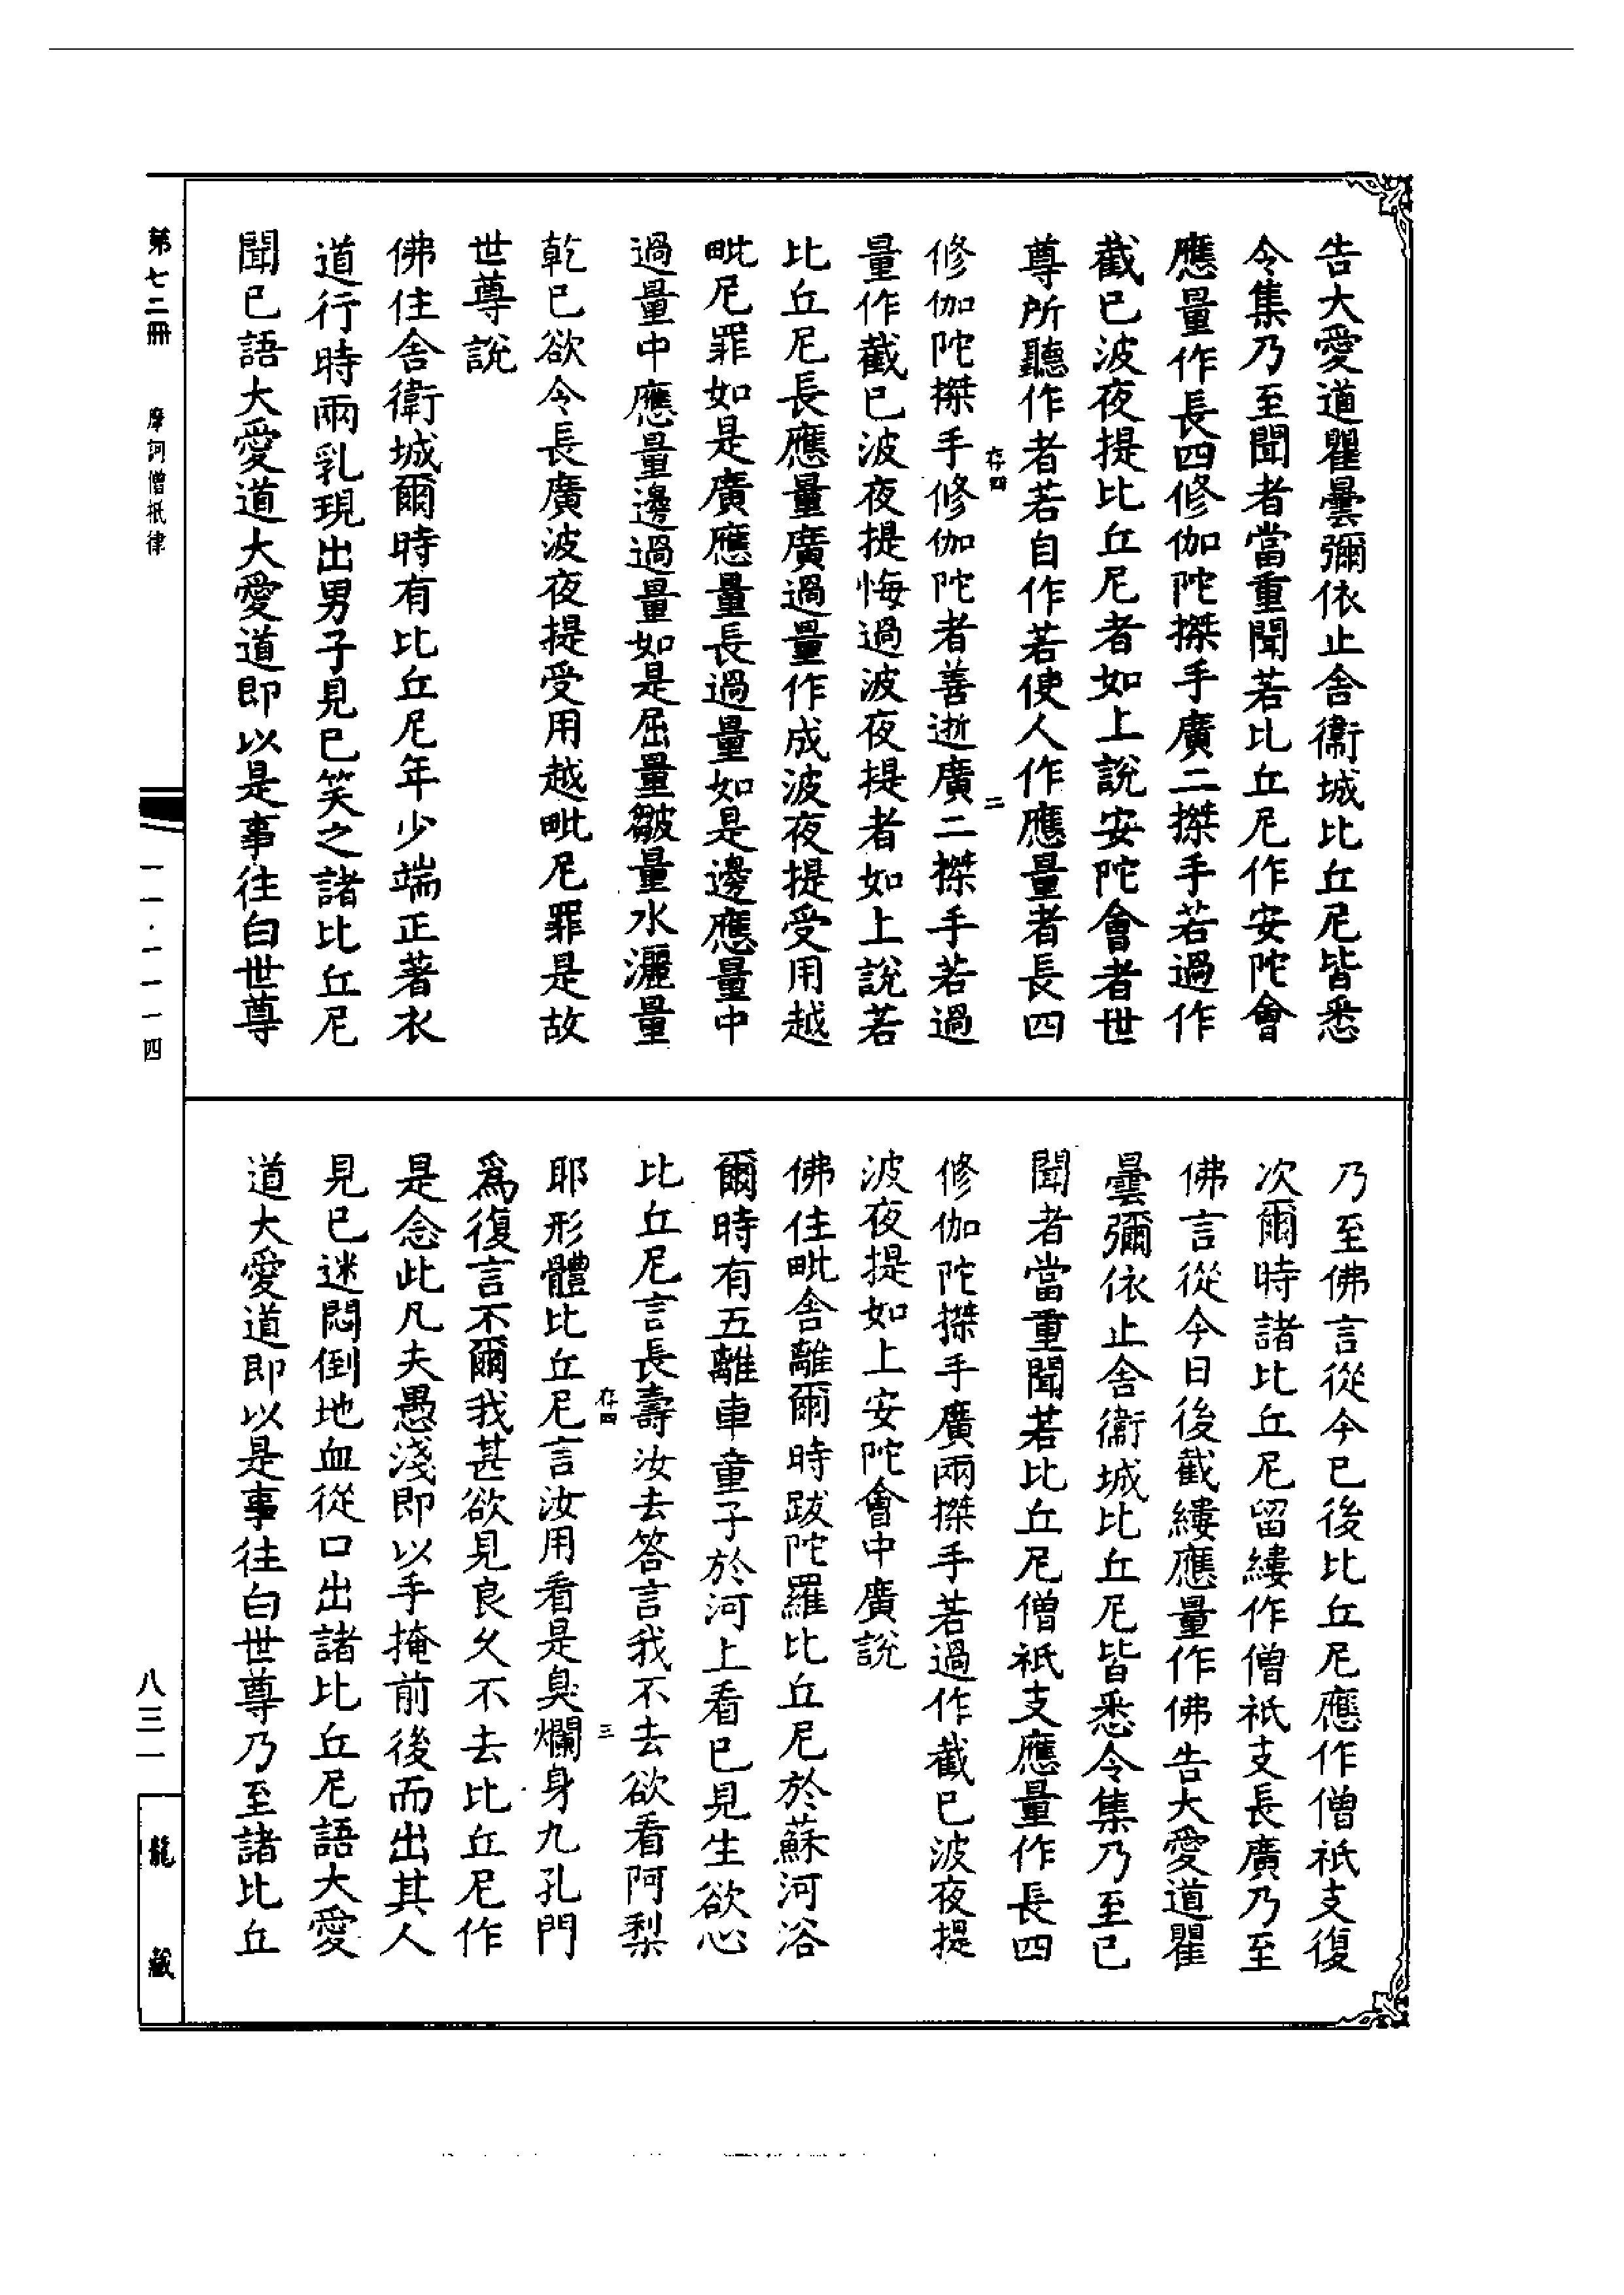 告大愛道瞿曇彌依止舍衞城比丘尼皆悉
令集乃至聞者當重聞若比丘尼作安陀會
應量作長四修伽陀搩手廣二搩手若過作
截已波夜提比丘尼者如上說安陀會者世
尊所聽作者若自作若使人作應量者長四
存四 二
修伽陀搩手修伽陀者善逝廣二搩手若過
量作截已波夜提悔過波夜提者如上說若
比丘尼長應量廣過量作成波夜提受用越
毗尼罪如是廣應量長過量如是邊應量中
過量中應量邊過量如是屈量皺量水灑量
乾已欲令長廣波夜提受用越毗尼罪是故
世尊說
佛住舍衛城爾時有比丘尼年少端正著衣
道行時兩乳現出男子見已笑之諸比丘尼
聞已語大愛道大愛道即以是事往白世尊
乃至佛言從今已後比丘尼應作僧祇支復
次爾時諸比丘尼留縷作僧祇支長廣乃至
佛言從今日後截縷應量作佛告大愛道瞿
曇彌依止舍衞城比丘尼皆悉令集乃至已
聞者當重聞若比丘尼僧祇支應量作長四
修伽陀搩手廣兩搩手若過作截已波夜提
波夜提如上安陀會中廣說
佛住毗舍離爾時跋陀羅比丘尼於蘇河浴
爾時有五離車童子於河上看已見生欲心
比丘尼言長壽汝去答言我不去欲看阿梨
存四 三
耶形體比丘尼言汝用看是臭爛身九孔門
爲復言不爾我甚欲見良久不去比丘尼作
是念此凡夫愚淺即以手掩前後而出其人
見已迷悶倒地血從口出諸比丘尼語大愛
道大愛道即以是事往白世尊乃至諸比丘
第七二冊 摩訶僧祇律
一一·一一一四
八三一
龍藏